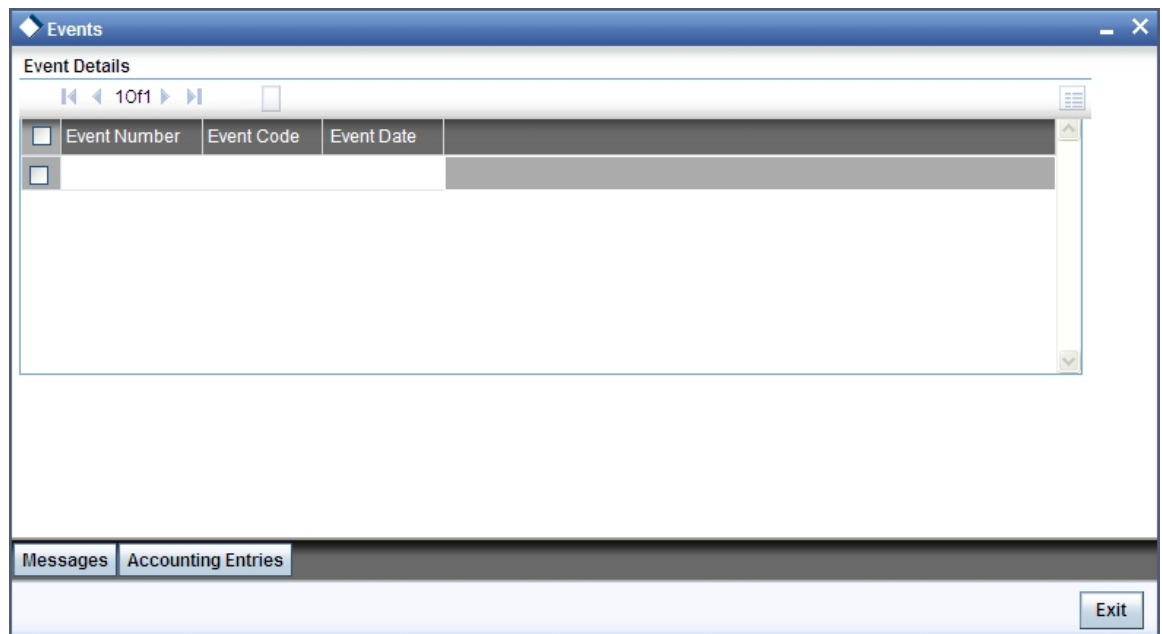 Events
Event Details
1Of1
Event Number Event Code Event Date
Messages Accounting Entries
Exit